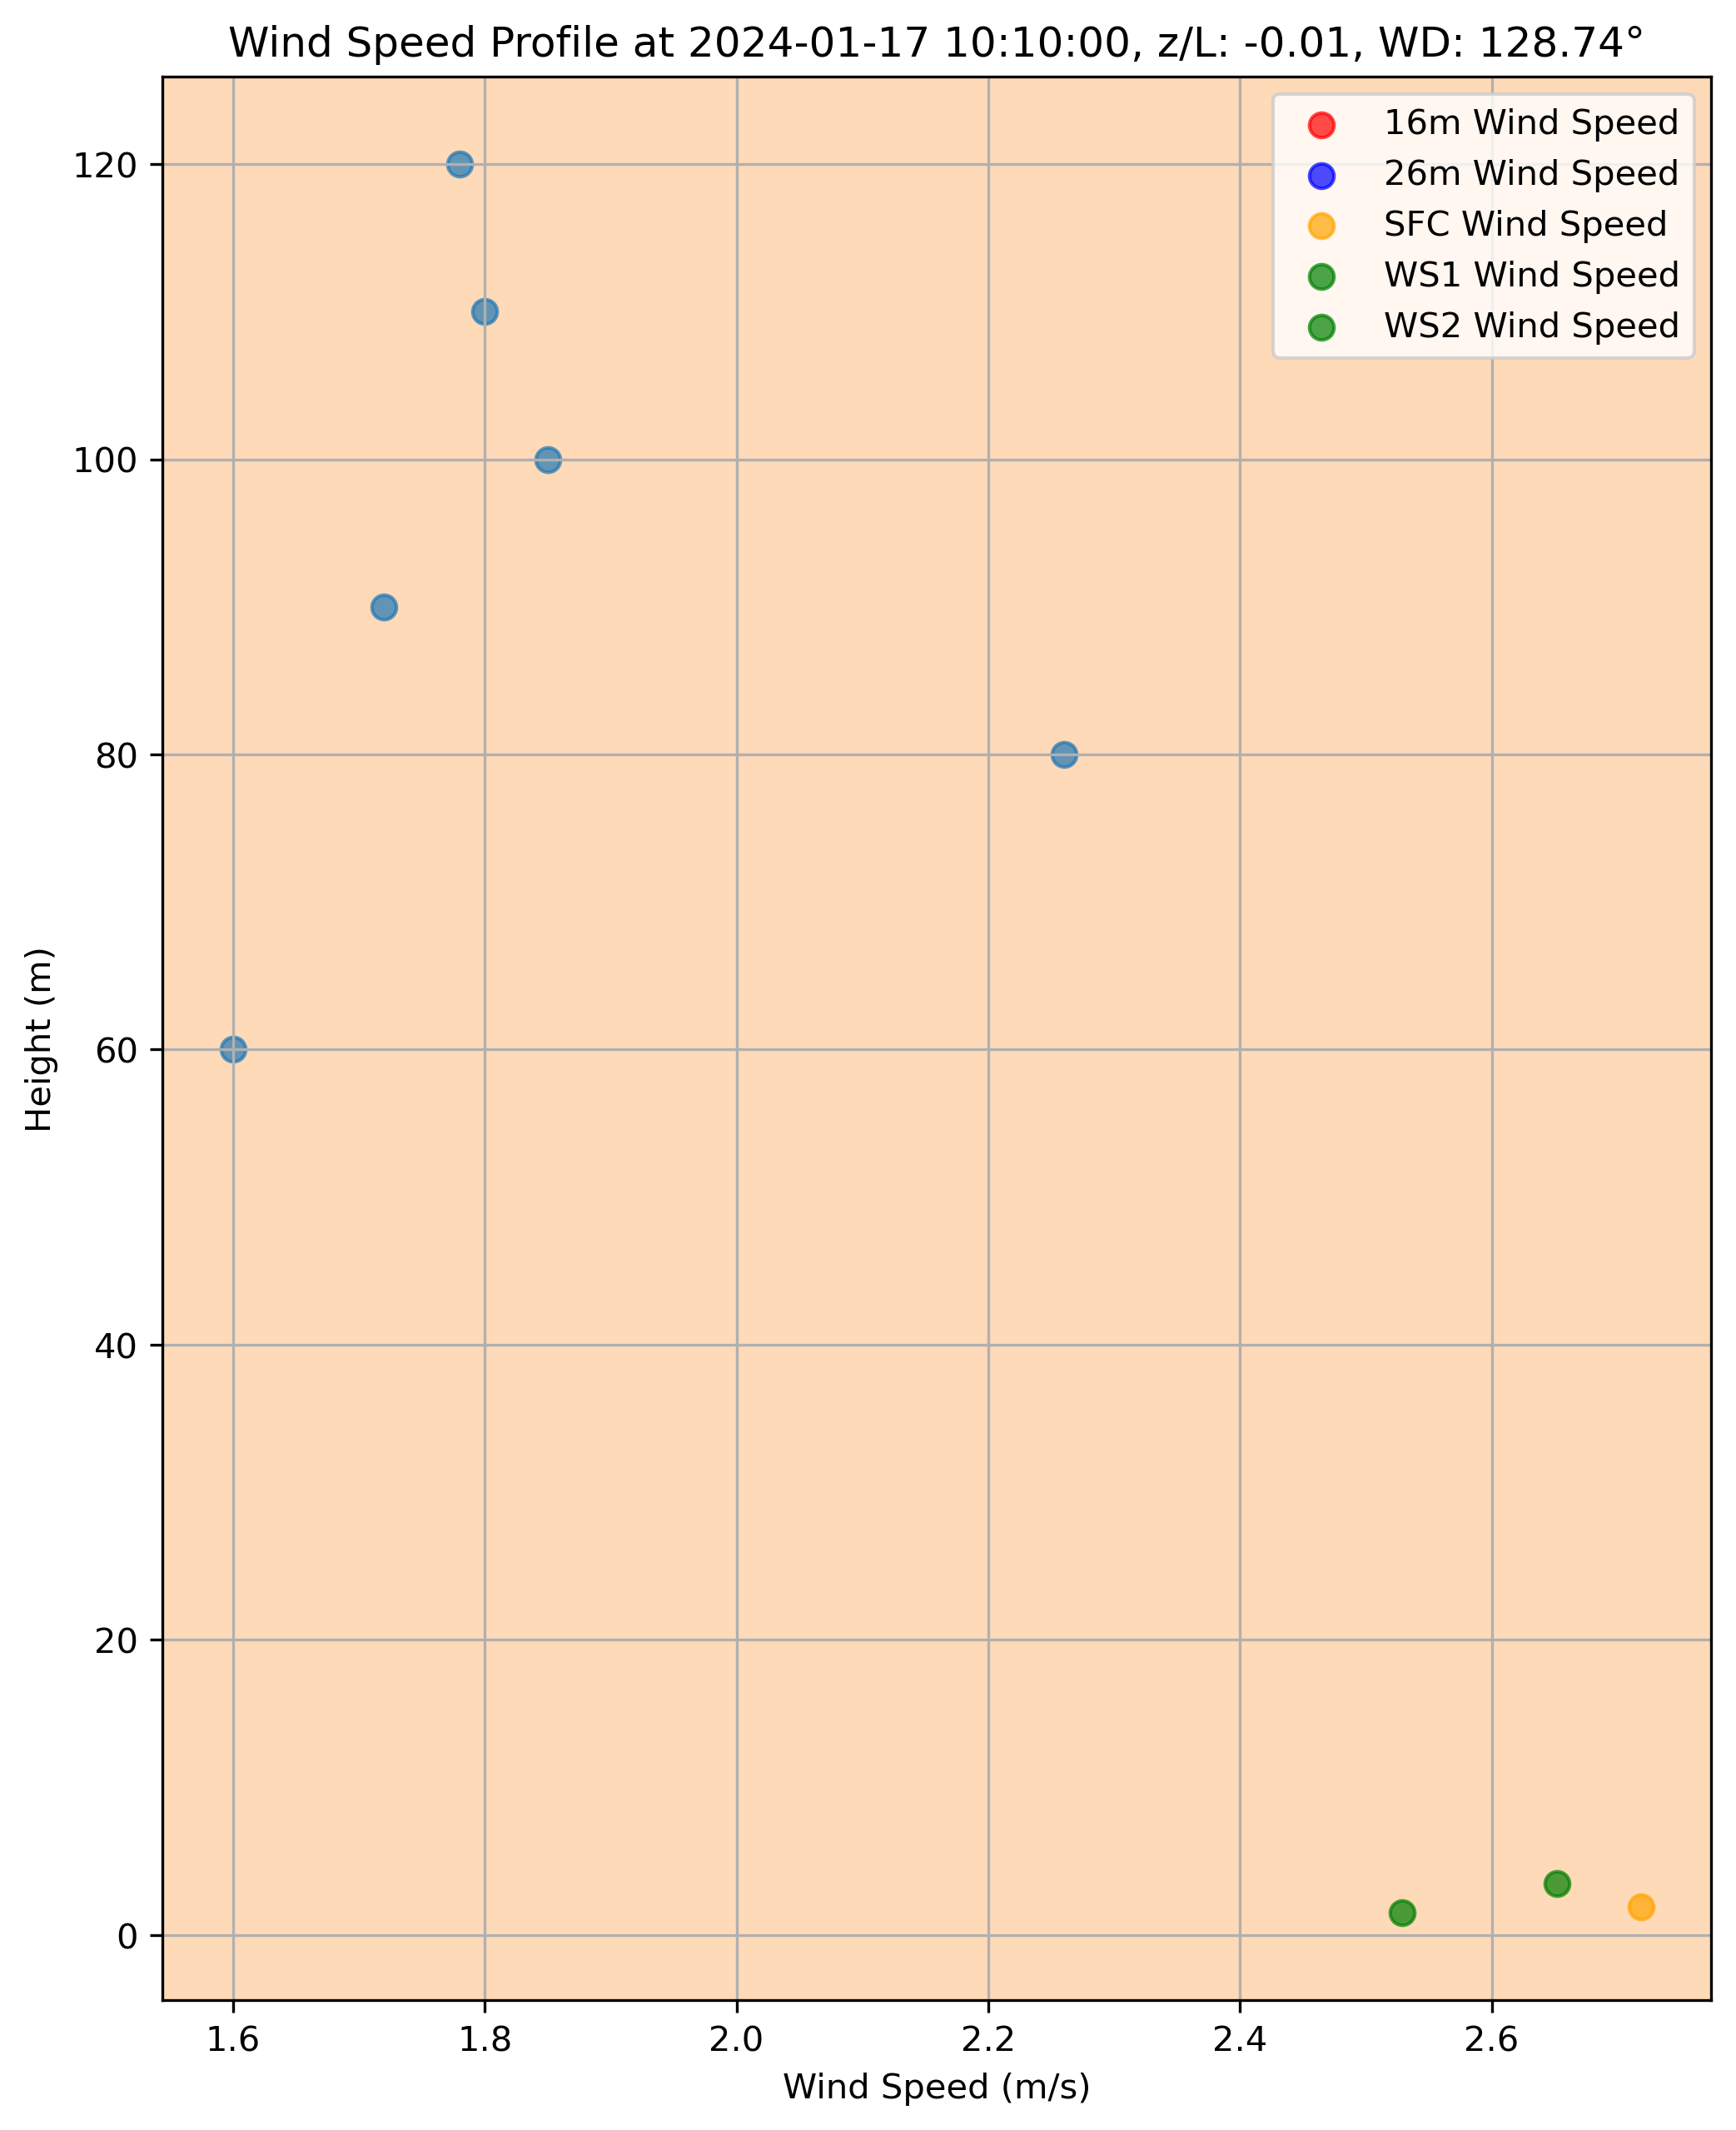 Wind Speed Profile at 2024-01-17 10:10:00, z/L: -0.01, WD: 128.74°
16m Wind Speed
26m Wind Speed
SFC Wind Speed
WS1 Wind Speed
WS2 Wind Speed
120
100
80
60
40
20
0
Height (m)
1.6 1.8 2.0 2.2 2.4 2.6
Wind Speed (m/s)